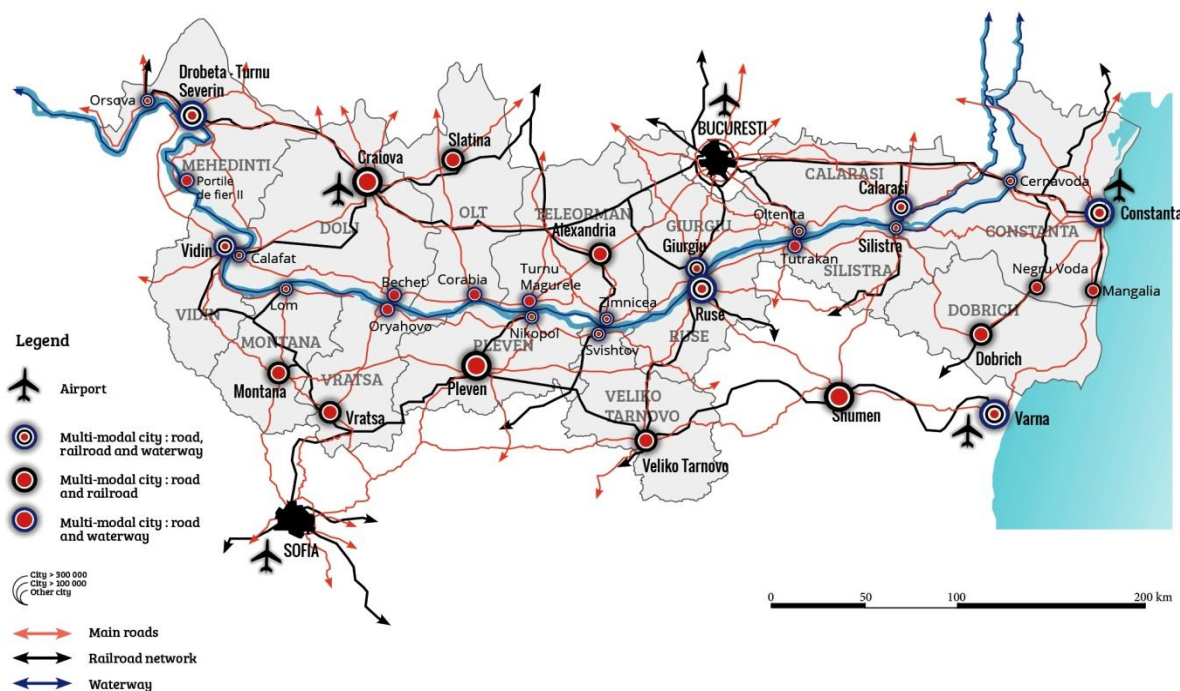 Drobeta - Turnu
Severin
Orsova
MEHEDINTI
Portile
de fier II
Craiova
Slatina
BUCURESTI
CALARASI
Calarasi
Cernavoda
Constanta
CONSTANTA
DOLJ
OLT
TELEORMAN
Alexandria
GIURGIU
Giurgiu
Oltenita
Tutrakan
Silistra
SILISTRA
Negru Voda
Mangalia
Vidin
Calafat
Lom
Bechet
Oryahovo
Corabia
Turnu
Magurele
Nikopol
Zimnicea
Svishtov
Ruse
RUSE
VIDIN
MONTANA
Montana
VRATSA
Vratsa
PLEVEN
Pleven
VELIKO
TARNOVO
Veliko Tarnovo
DOBRICH
Dobrich
Shumen
Varna
SOFIA
Legend
Airport
Multi-modal city : road,
railroad and waterway
Multi-modal city : road
and railroad
Multi-modal city : road
and waterway
City > 300 000
City > 100 000
Other city
Main roads
Railroad network
Waterway
0 50 100 200 km